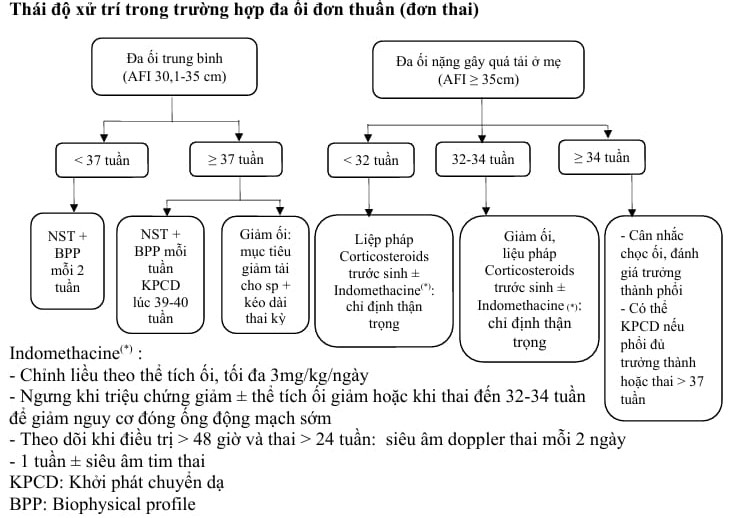 Thái độ xử trí trong trường hợp đa ối đơn thuần (đơn thai)
Đa ối trung bình
(AFI 30,1-35 cm)
Đa ối nặng gây quá tải ở mẹ
(AFI ≥ 35cm)
< 37 tuần
≥ 37 tuần
< 32 tuần
32-34 tuần
≥ 34 tuần
NST +
BPP
mỗi 2
tuần
NST +
BPP mỗi
tuần
KPCD
lúc 39-40
tuần
Giảm ối:
mục tiêu
giảm tải
cho sp +
kéo dài
thai kỳ
Liệp pháp
Corticosteroids
trước sinh ±
Indomethacine(*):
chỉ định thận
trọng
Giảm ối,
liệu pháp
Corticosteroids
trước sinh ±
Indomethacine (*):
chỉ định thận
trọng
- Cân nhắc
chọc ối, đánh
giá trưởng
thành phổi
- Có thể
KPCD nếu
phổi đủ
trưởng thành
hoặc thai > 37
tuần
Indomethacine(*) :
- Chỉnh liều theo thể tích ối, tối đa 3mg/kg/ngày
- Ngưng khi triệu chứng giảm ± thể tích ối giảm hoặc khi thai đến 32-34 tuần
để giảm nguy cơ đóng ống động mạch sớm
- Theo dõi khi điều trị > 48 giờ và thai > 24 tuần: siêu âm doppler thai mỗi 2 ngày
- 1 tuần ± siêu âm tim thai
KPCD: Khởi phát chuyển dạ
BPP: Biophysical profile